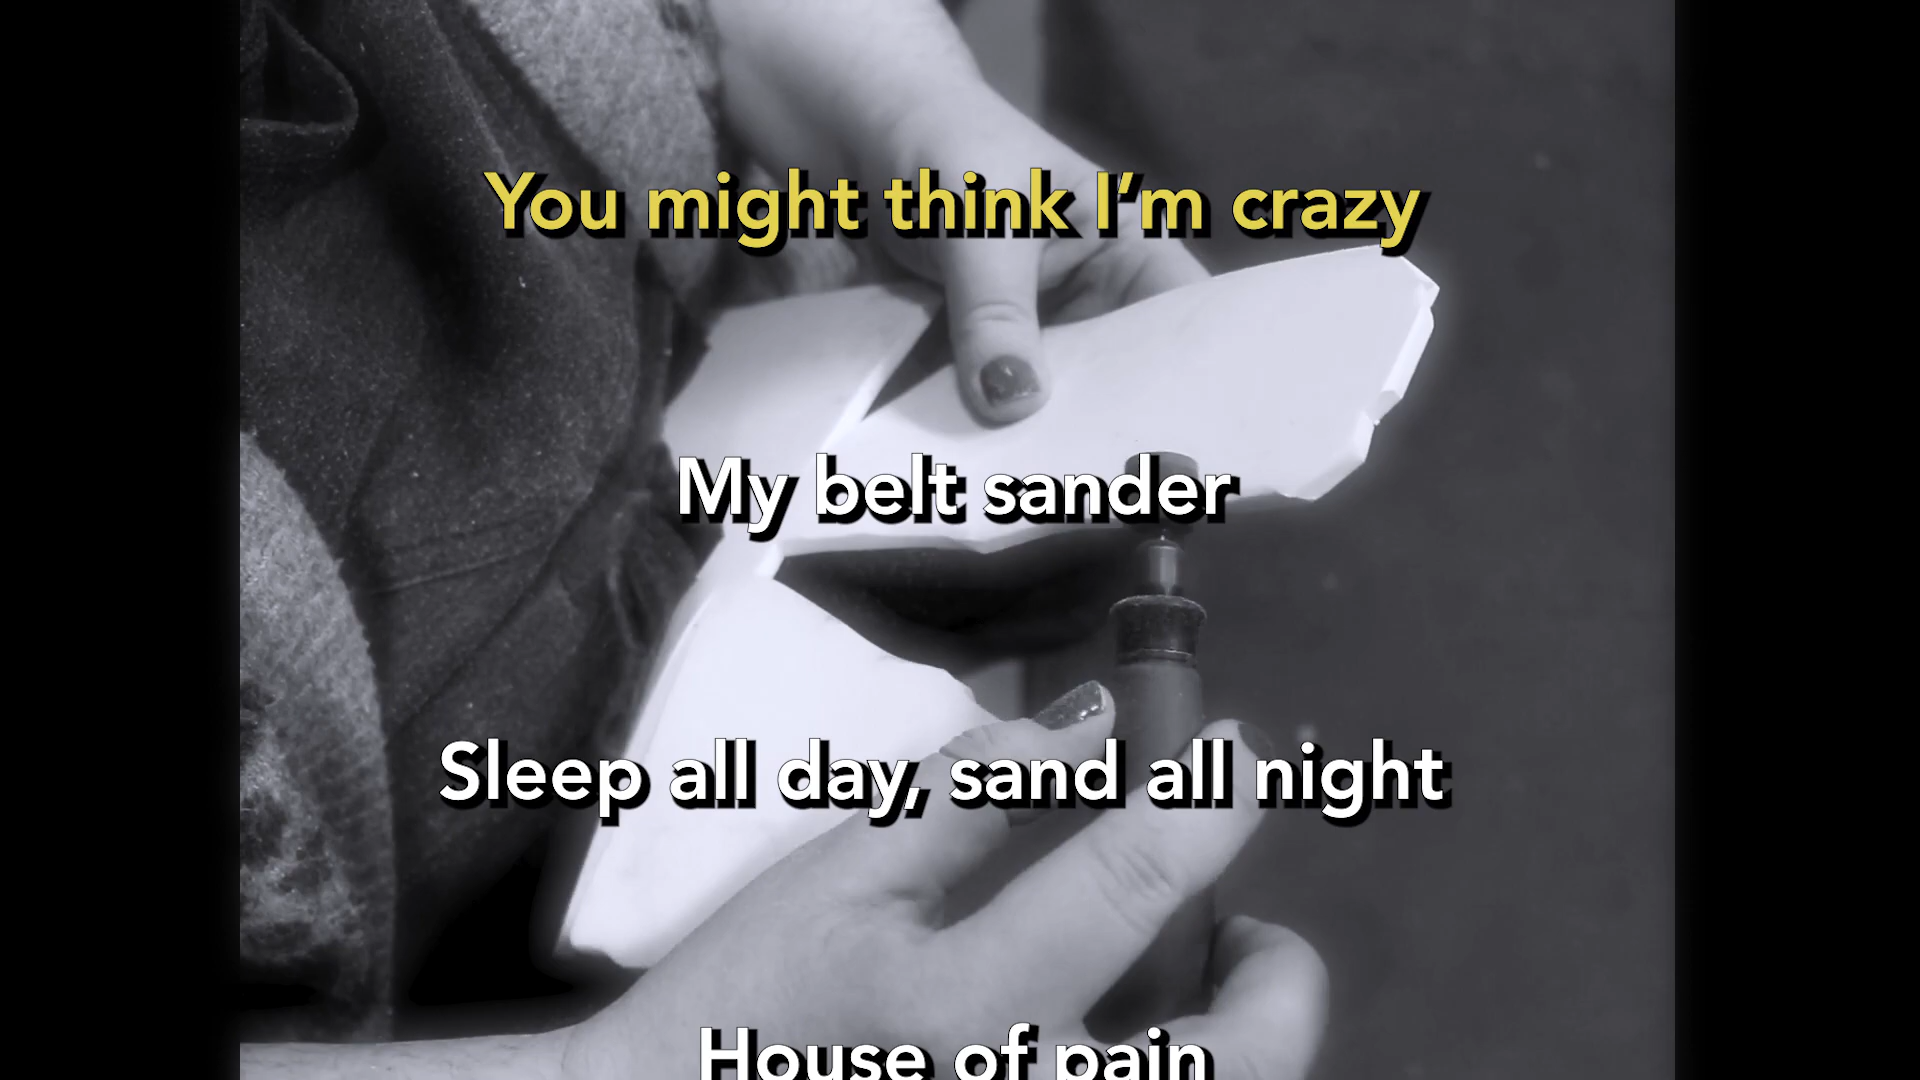 You might think I’m crazy
My belt sander
Sleep all day, sand all night
House of pain